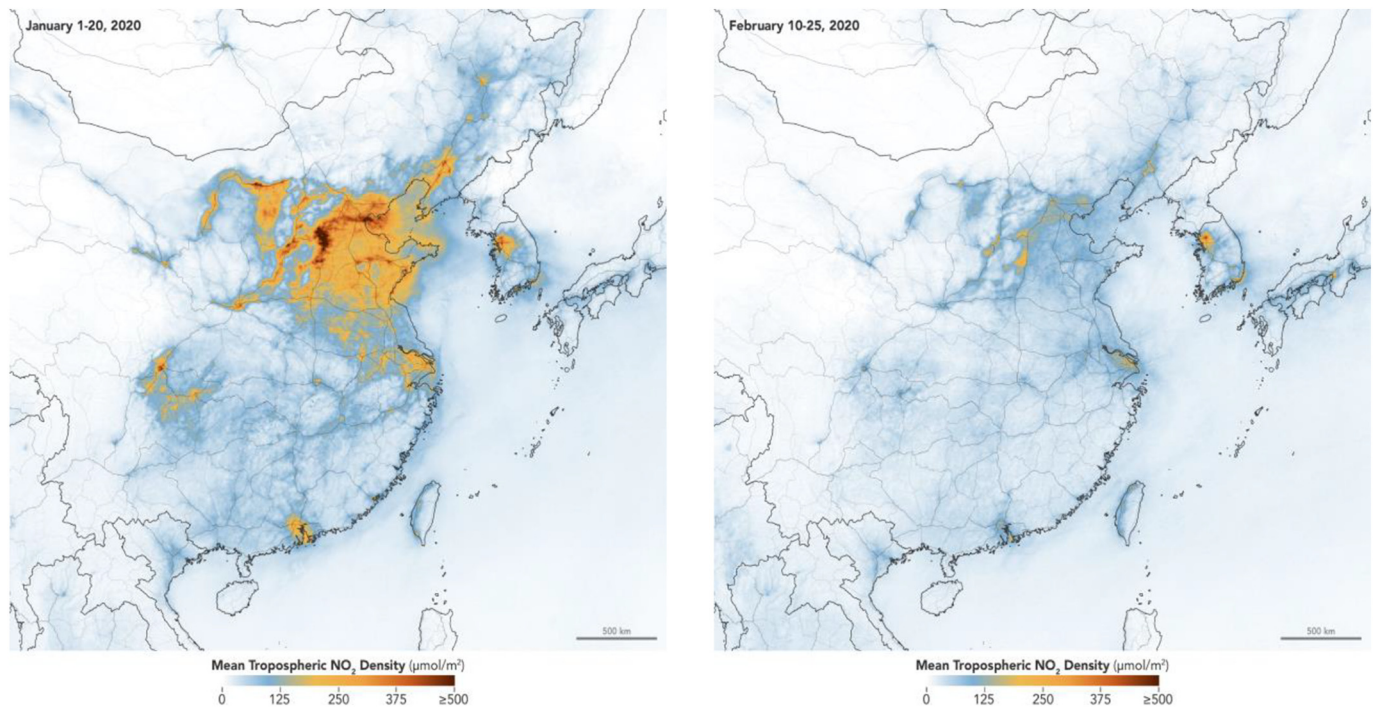 January 1-20, 2020
February 10-25, 2020
500 km
500 km
Mean Tropospheric NO₂ Density (μmol/m²)
0 125 250 375 ≥500
Mean Tropospheric NO₂ Density (μmol/m²)
0 125 250 375 ≥500